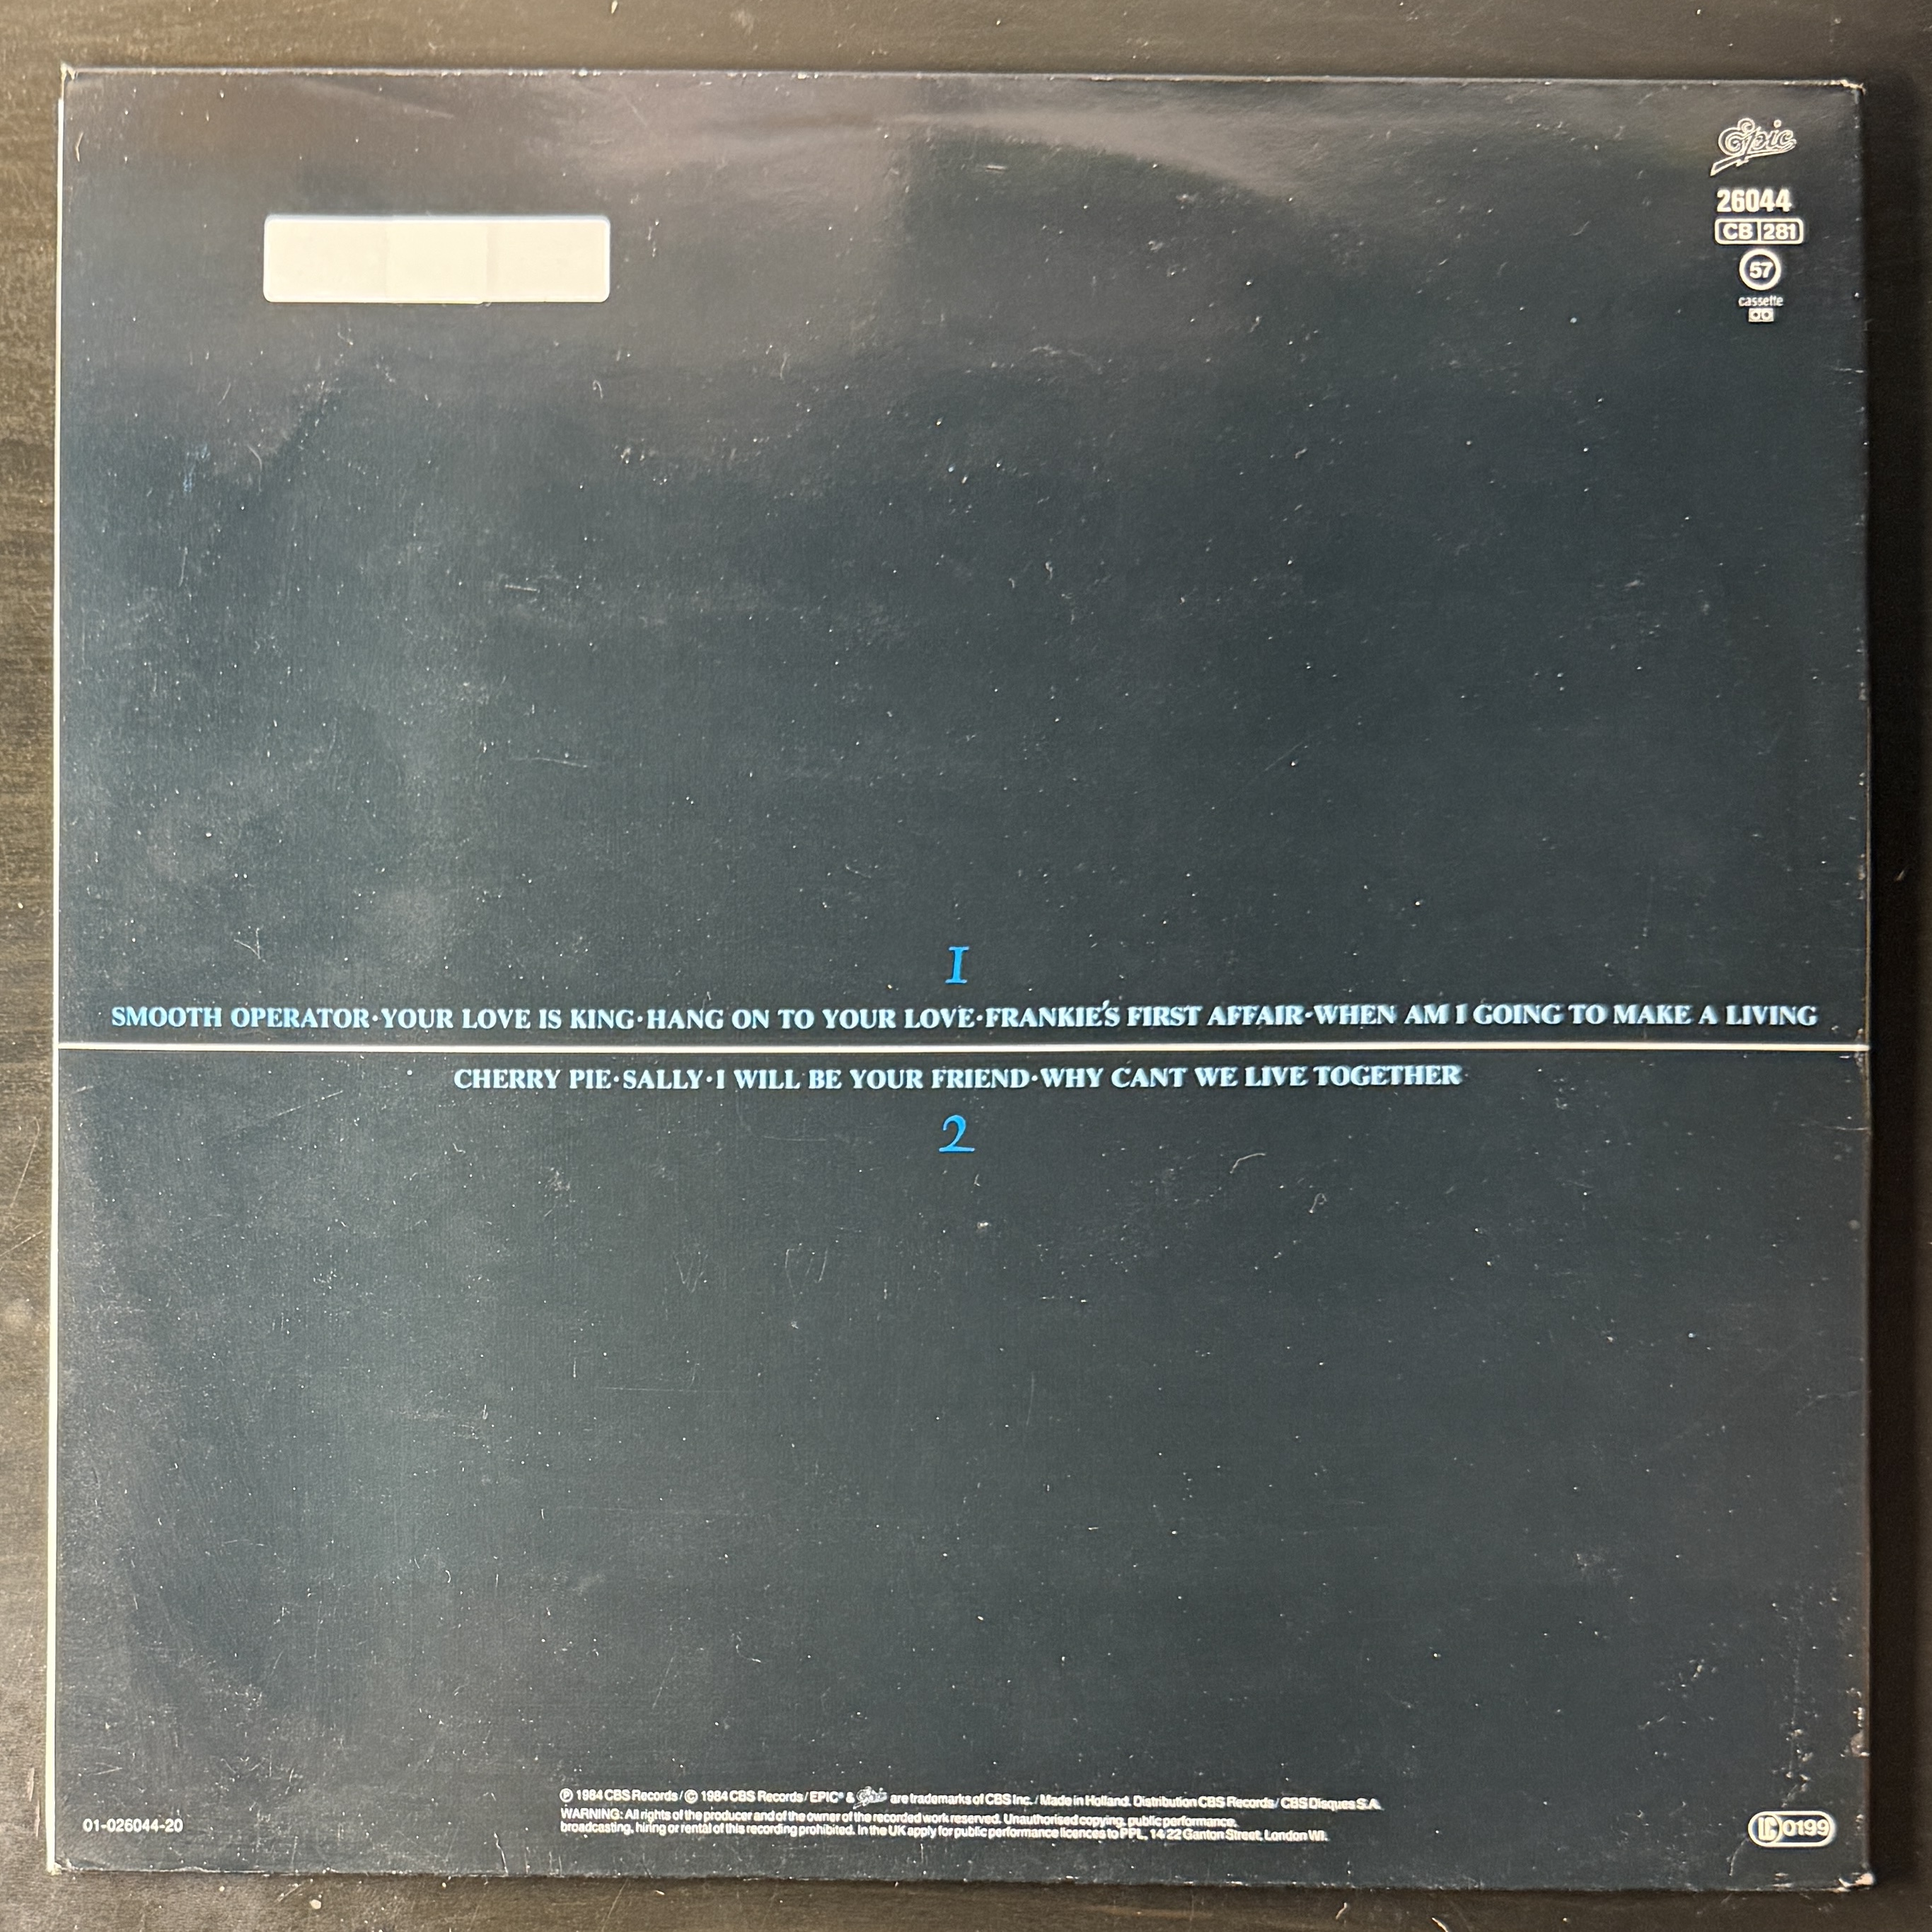 Epic
26044
CB 281
57
cassette
I
SMOOTH OPERATOR·YOUR LOVE IS KING·HANG ON TO YOUR LOVE·FRANKIE'S FIRST AFFAIR·WHEN AM I GOING TO MAKE A LIVING
CHERRY PIE·SALLY·I WILL BE YOUR FRIEND·WHY CANT WE LIVE TOGETHER
2
℗ 1984 CBS Records / © 1984 CBS Records / EPIC® & Epic are trademarks of CBS Inc. / Made in Holland. Distribution CBS Records / CBS Disques S.A.
WARNING: All rights of the producer and of the owner of the recorded work reserved. Unauthorised copying, public performance,
broadcasting, hiring or rental of this recording prohibited. In the UK apply for public performance licences to PPL, 14-22 Ganton Street, London W1.
01-026044-20
LC 0199